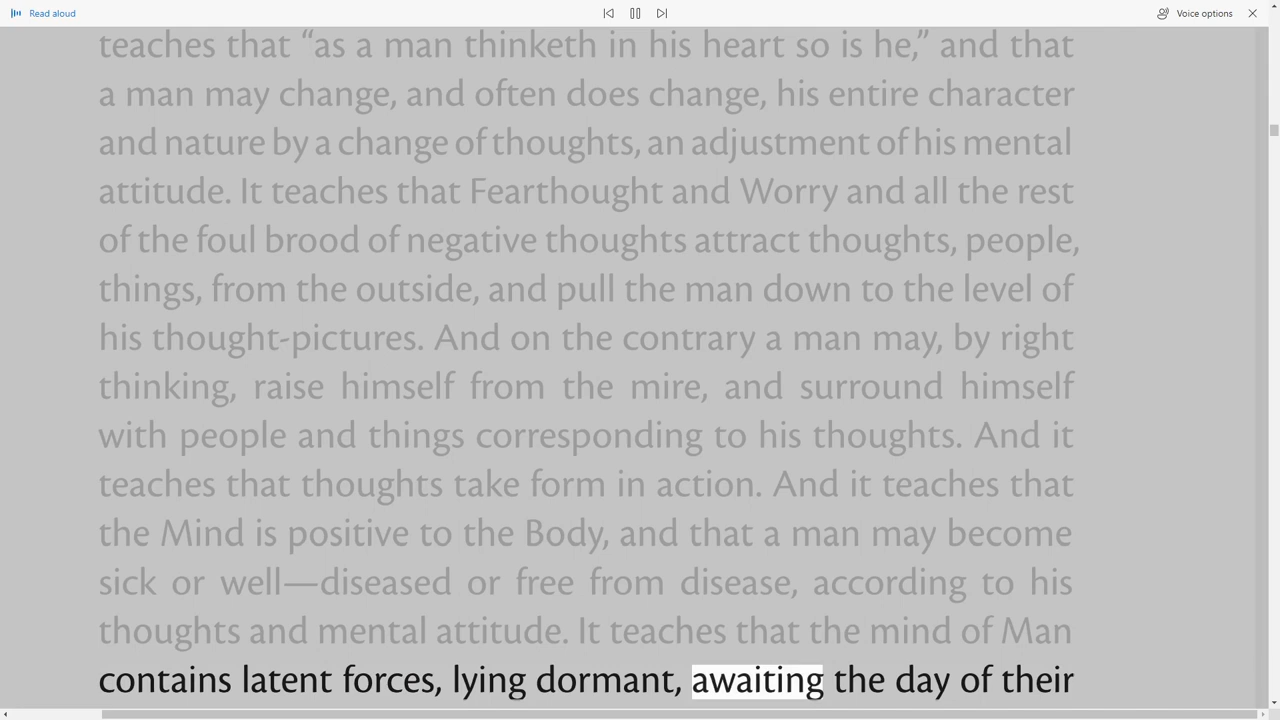 Read aloud
Voice options
teaches that “as a man thinketh in his heart so is he,” and that
a man may change, and often does change, his entire character
and nature by a change of thoughts, an adjustment of his mental
attitude. It teaches that Fearthought and Worry and all the rest
of the foul brood of negative thoughts attract thoughts, people,
things, from the outside, and pull the man down to the level of
his thought-pictures. And on the contrary a man may, by right
thinking, raise himself from the mire, and surround himself
with people and things corresponding to his thoughts. And it
teaches that thoughts take form in action. And it teaches that
the Mind is positive to the Body, and that a man may become
sick or well—diseased or free from disease, according to his
thoughts and mental attitude. It teaches that the mind of Man
contains latent forces, lying dormant, awaiting the day of their